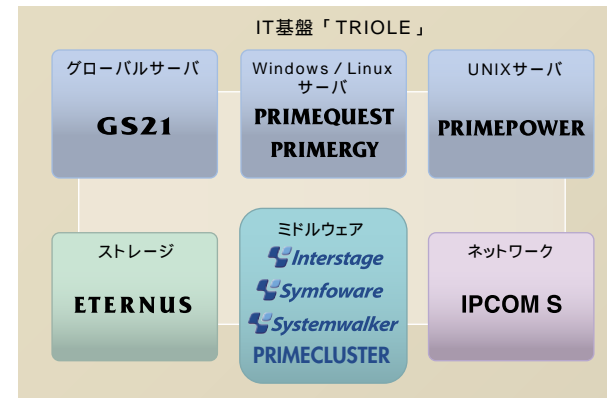 IT基盤「TRIOLE」
グローバルサーバ
GS21
Windows／Linux
サーバ
PRIMEQUEST
PRIMERGY
UNIXサーバ
PRIMEPOWER
ストレージ
ETERNUS
ミドルウェア
Interstage
Symfoware
Systemwalker
PRIMECLUSTER
ネットワーク
IPCOM S